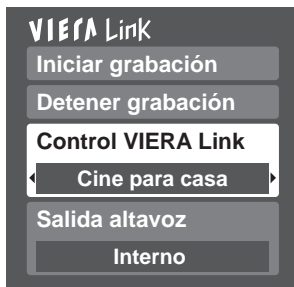 VIERA Link
Iniciar grabación
Detener grabación
Control VIERA Link
Cine para casa
Salida altavoz
Interno